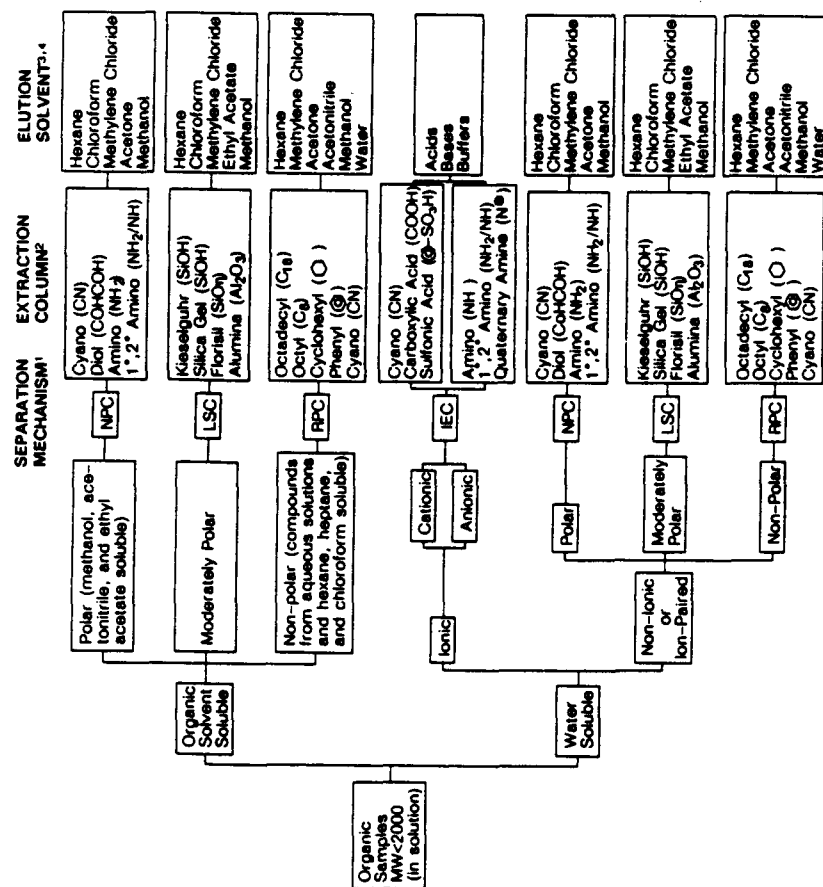 SEPARATION
MECHANISM¹
EXTRACTION
COLUMN²
ELUTION
SOLVENT³,⁴
Organic
Samples
MW<2000
(in solution)
Organic
Solvent
Soluble
Polar (methanol, ace-
tonitrile, and ethyl
acetate soluble)
NPC
Cyano (CN)
Diol (COHCOH)
Amino (NH₂)
1°,2° Amino (NH₂/NH)
Hexane
Chloroform
Methylene Chloride
Acetone
Methanol
Moderately Polar
LSC
Kieselguhr (SiOH)
Silica Gel (SiOH)
Florisil (SiOn)
Alumina (Al₂O₃)
Hexane
Chloroform
Methylene Chloride
Ethyl Acetate
Methanol
Non-polar (compounds
from aqueous solutions
and hexane, heptane,
and chloroform soluble)
RPC
Octadecyl (C₁₈)
Octyl (C₈)
Cyclohexyl ( )
Phenyl ( )
Cyano (CN)
Hexane
Methylene Chloride
Acetone
Acetonitrile
Methanol
Water
Water
Soluble
Ionic
Cationic
Anionic
IEC
Cyano (CN)
Carboxylic Acid (COOH)
Sulfonic Acid ( -SO₃H)
Amino (NH )
1°,2° Amino (NH₂/NH)
Quaternary Amine (N⊕)
Acids
Bases
Buffers
Non-Ionic
or
Ion-Paired
Polar
NPC
Cyano (CN)
Diol (CoHCOH)
Amino (NH₂)
1°,2° Amino (NH₂/NH)
Hexane
Chloroform
Methylene Chloride
Acetone
Methanol
Moderately
Polar
LSC
Kieselguhr (SiOH)
Silica Gel (SiOH)
Florisil (SiOn)
Alumina (Al₂O₃)
Hexane
Chloroform
Methylene Chloride
Ethyl Acetate
Methanol
Non-Polar
RPC
Octadecyl (C₁₈)
Octyl (C₈)
Cyclohexyl ( )
Phenyl ( )
Cyano (CN)
Hexane
Methylene Chloride
Acetone
Acetonitrile
Methanol
Water